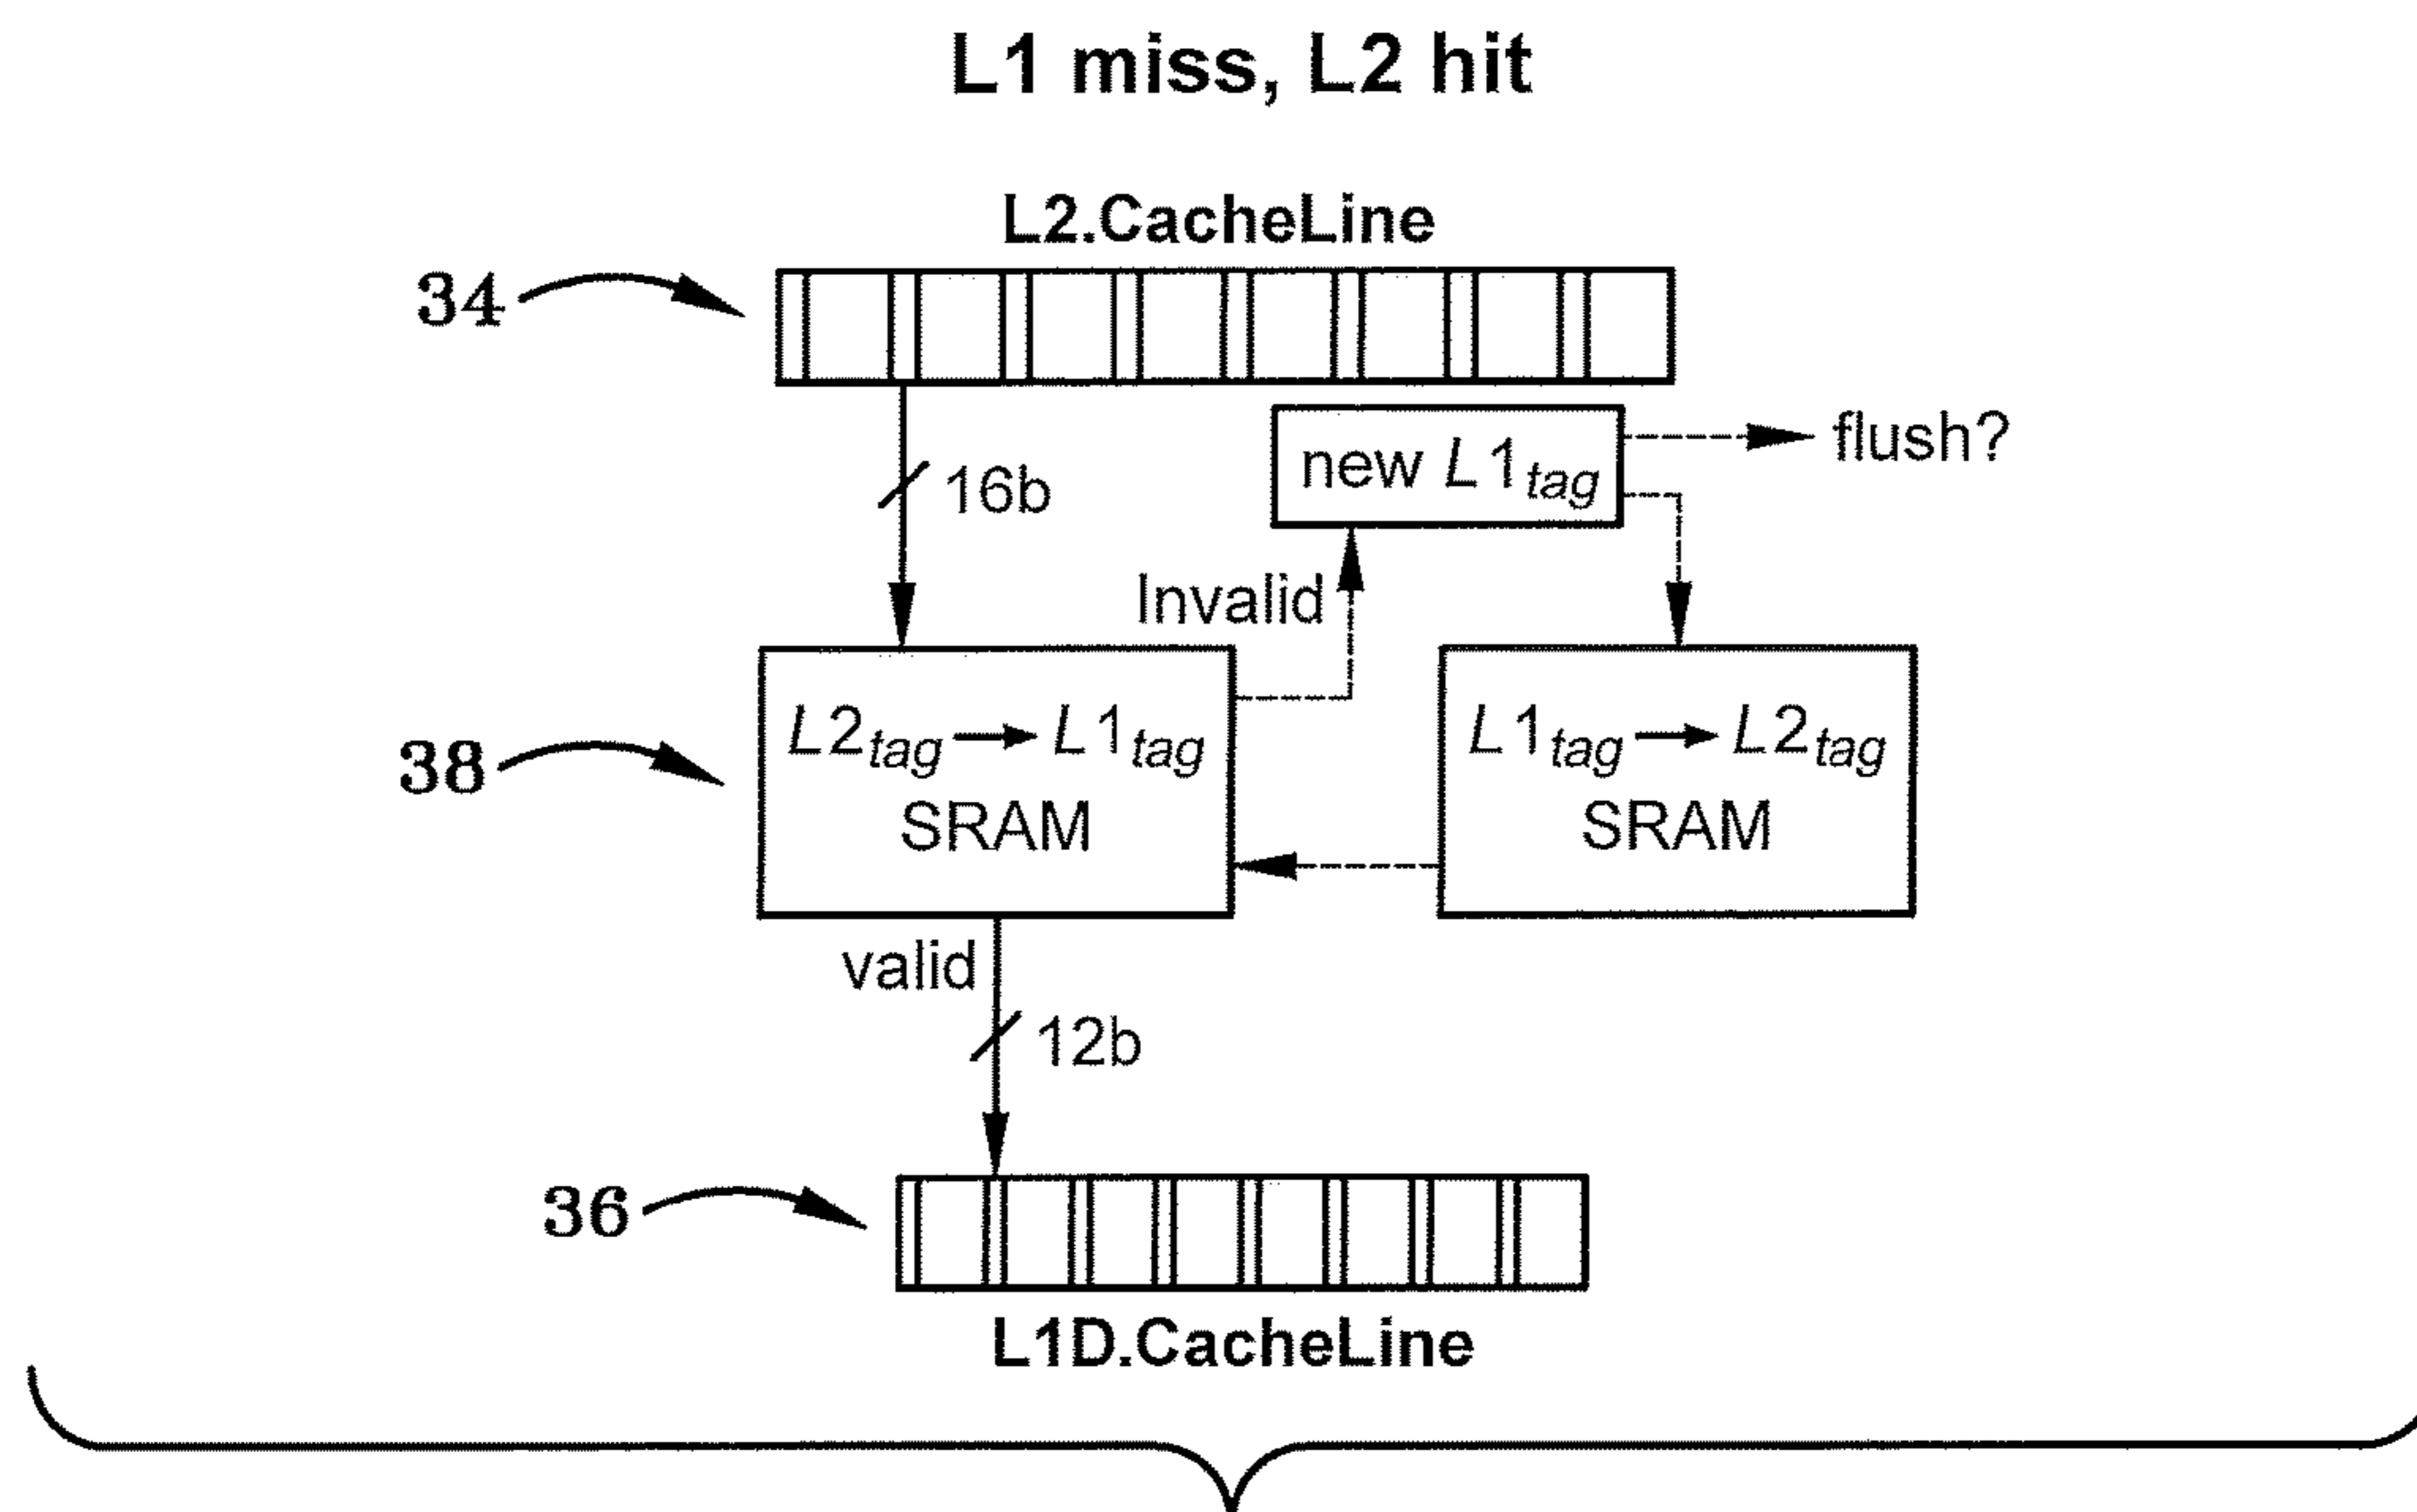 L1 miss, L2 hit
L2.CacheLine
34
new L1tag
flush?
16b
Invalid
38
L2tag → L1tag
SRAM
L1tag → L2tag
SRAM
valid
12b
36
L1D.CacheLine